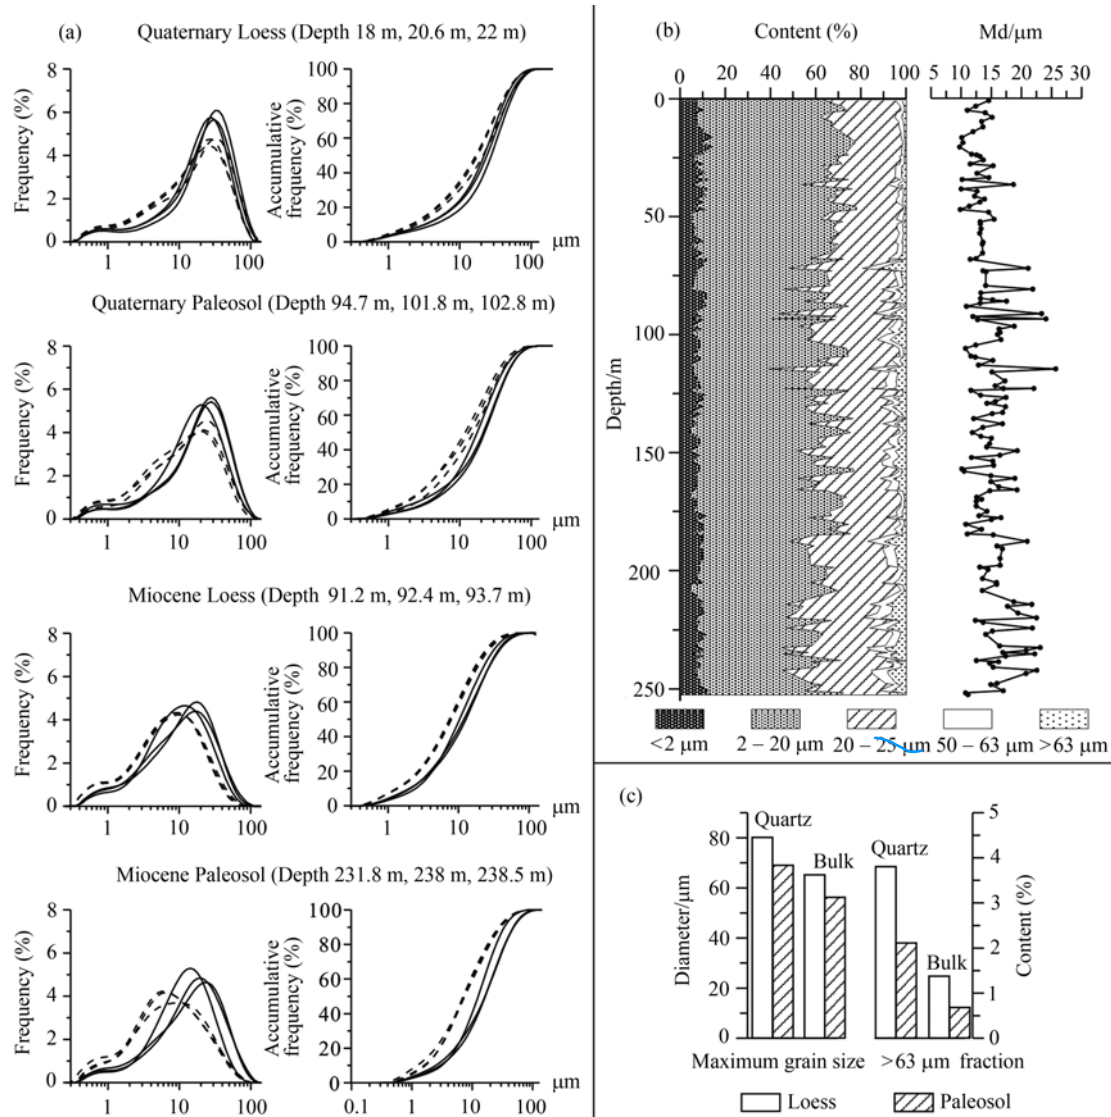 (a)
Quaternary Loess (Depth 18 m, 20.6 m, 22 m)
Frequency (%)
8
6
4
2
0
1
10
100
Accumulative
frequency (%)
100
80
60
40
20
0
1
10
100
μm
Quaternary Paleosol (Depth 94.7 m, 101.8 m, 102.8 m)
Frequency (%)
8
6
4
2
0
1
10
100
Accumulative
frequency (%)
100
80
60
40
20
0
1
10
100
μm
Miocene Loess (Depth 91.2 m, 92.4 m, 93.7 m)
Frequency (%)
8
6
4
2
0
1
10
100
Accumulative
frequency (%)
100
80
60
40
20
0
1
10
100
μm
Miocene Paleosol (Depth 231.8 m, 238 m, 238.5 m)
Frequency (%)
8
6
4
2
0
1
10
100
Accumulative
frequency (%)
100
80
60
40
20
0
0.1
1
10
100
μm
(b)
Content (%)
Md/μm
0 20 40 60 80 100
5 10 15 20 25 30
Depth/m
0
50
100
150
200
250
<2 μm
2 – 20 μm
20 – 25 μm
50 – 63 μm
>63 μm
(c)
Diameter/μm
80
60
40
20
0
Quartz
Bulk
Quartz
Bulk
5
4
3
2
1
0
Content (%)
Maximum grain size
>63 μm fraction
Loess
Paleosol